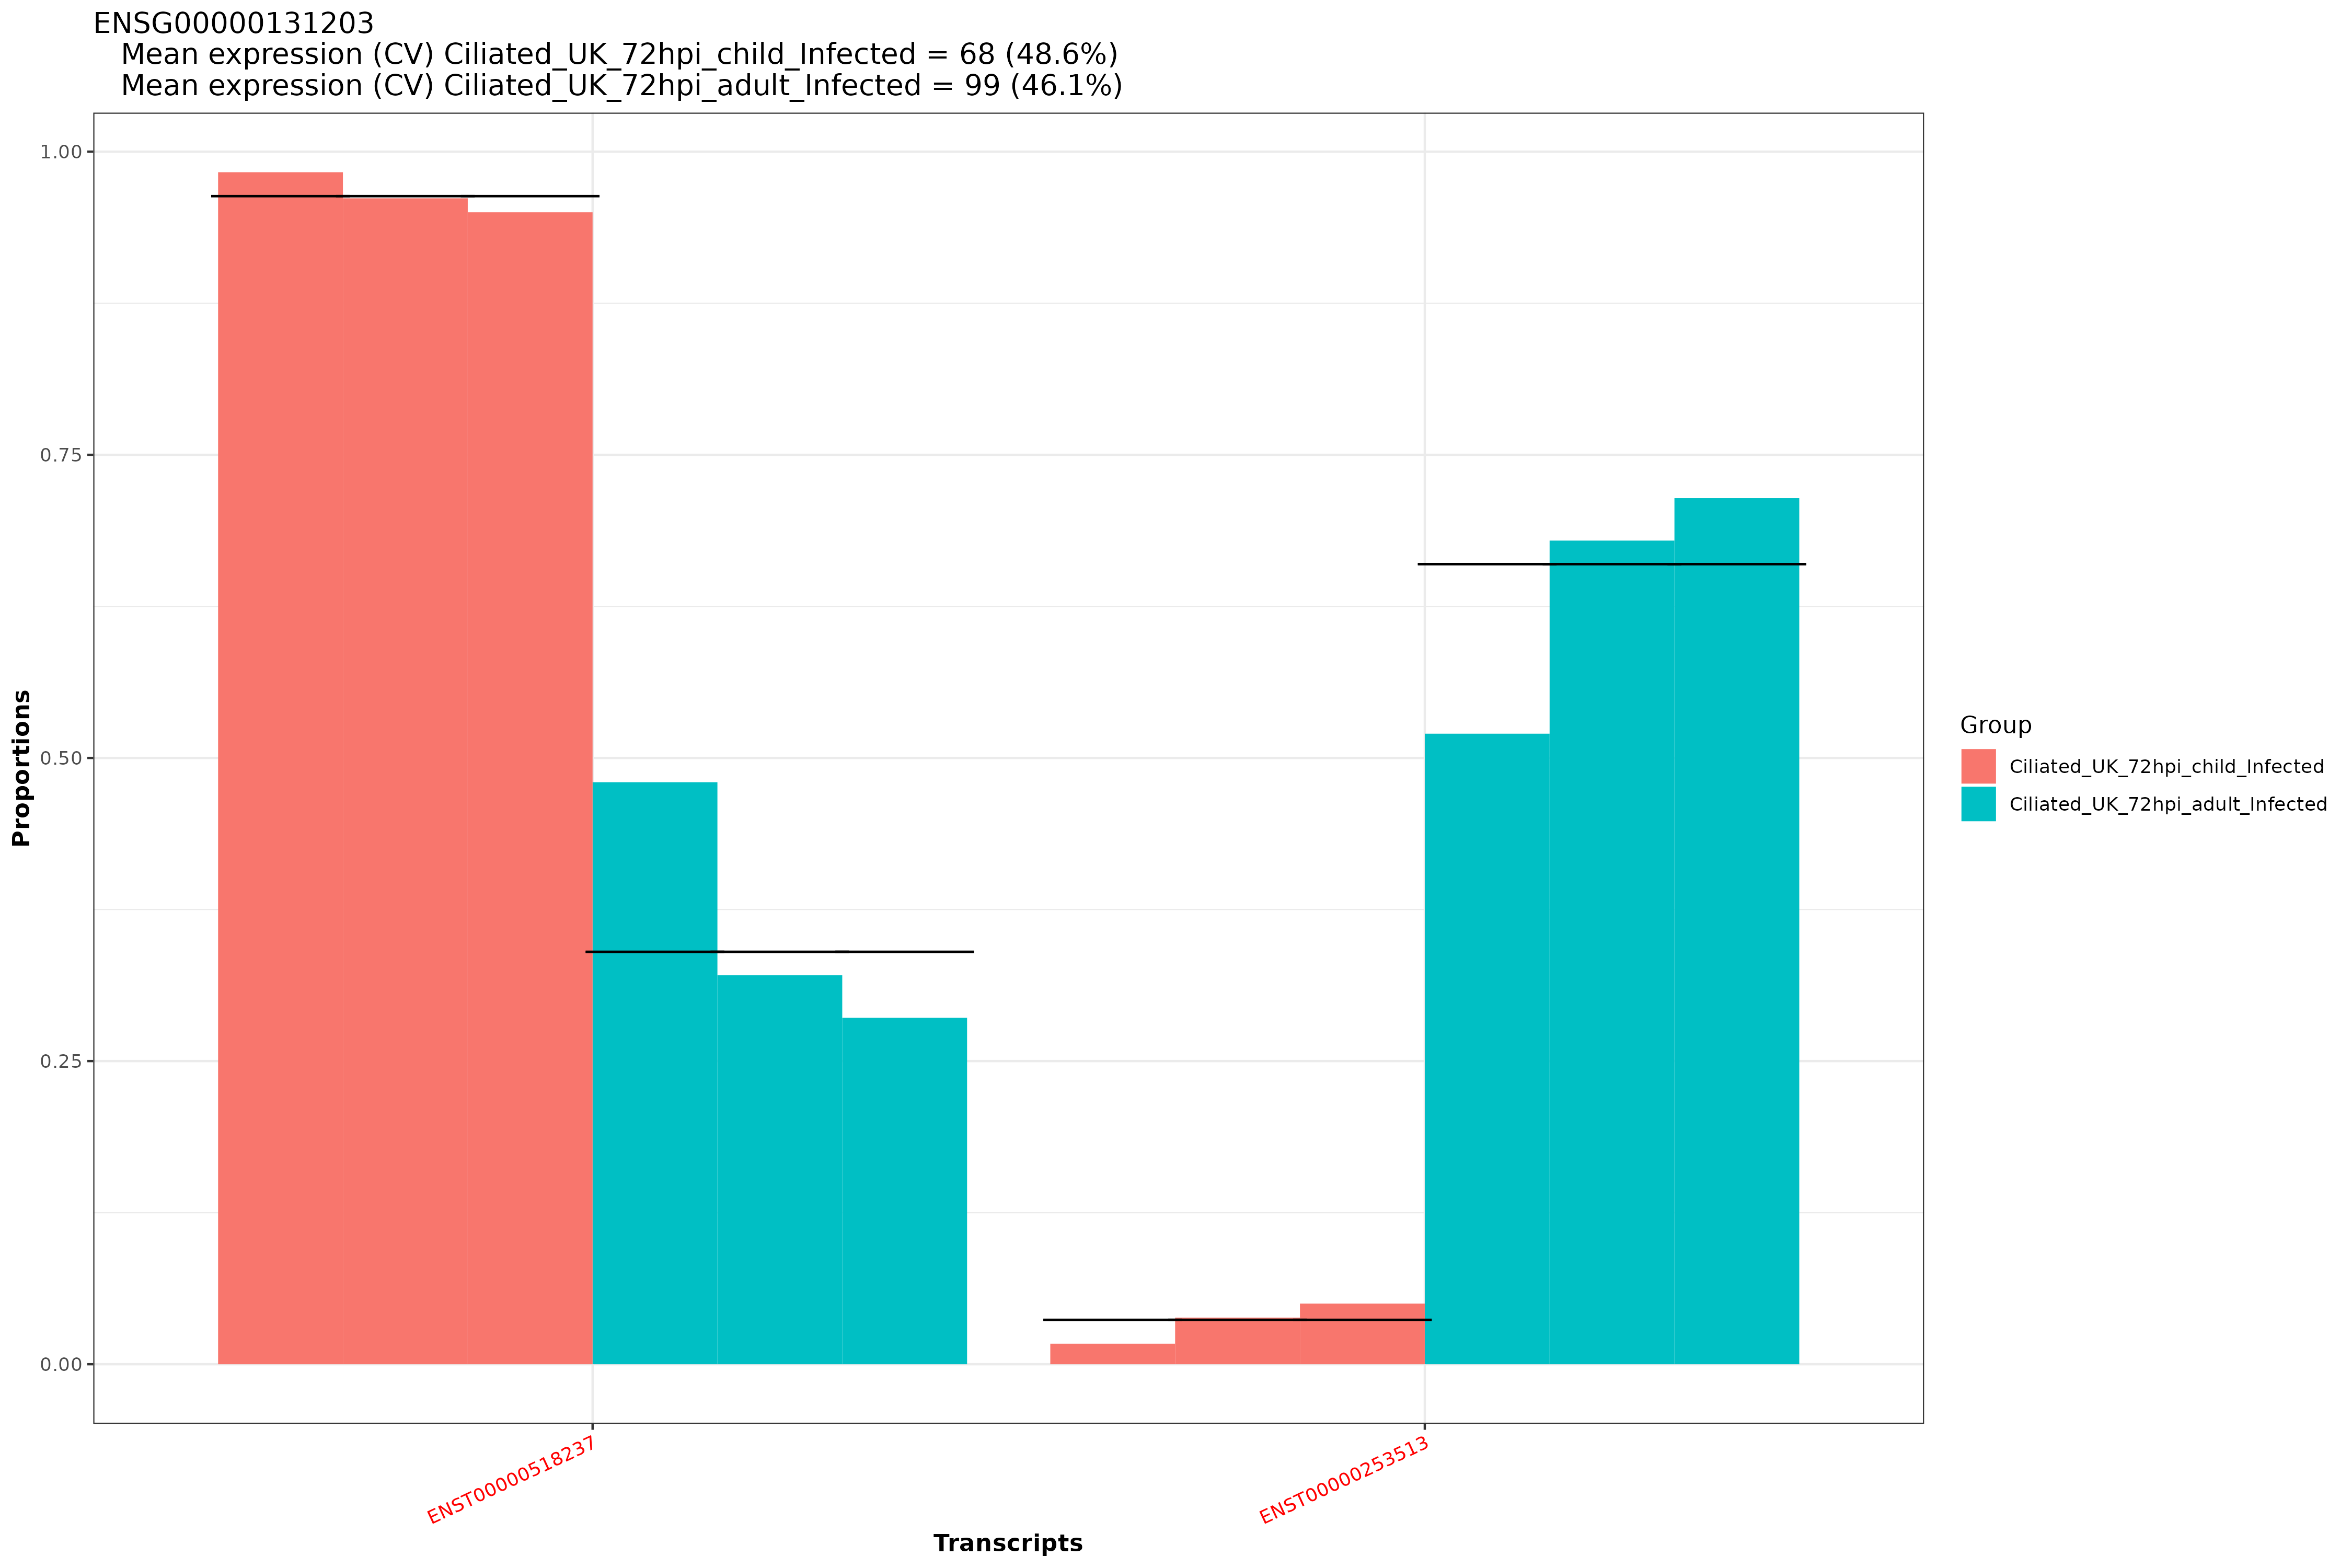 ENSG00000131203
Mean expression (CV) Ciliated_UK_72hpi_child_Infected = 68 (48.6%)
Mean expression (CV) Ciliated_UK_72hpi_adult_Infected = 99 (46.1%)
1.00
0.75
0.50
0.25
0.00
Proportions
ENST00000518237
ENST00000253513
Transcripts
Group
Ciliated_UK_72hpi_child_Infected
Ciliated_UK_72hpi_adult_Infected